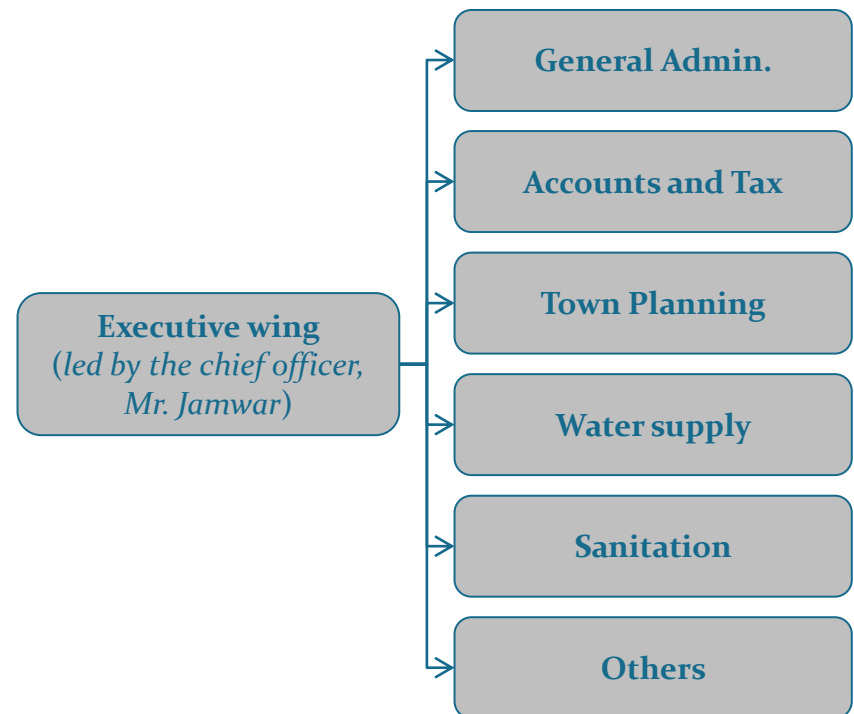 General Admin.
Accounts and Tax
Town Planning
Executive wing
(led by the chief officer,
Mr. Jamwar)
Water supply
Sanitation
Others